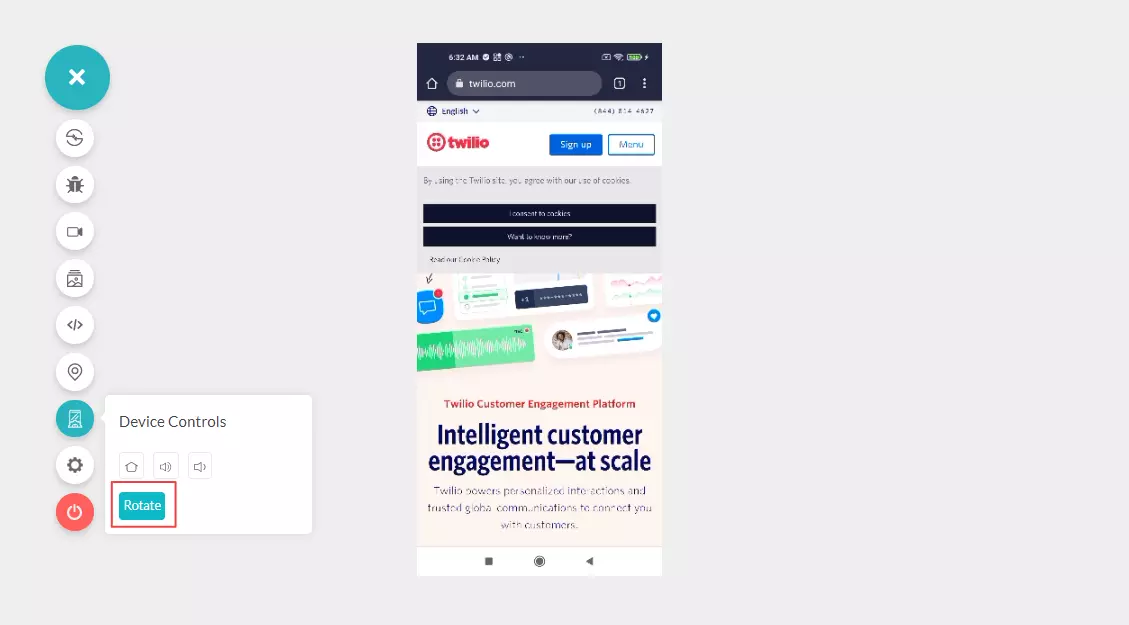 6:32 AM
twilio.com
1
English
(844) 814-4627
twilio
Sign up
Menu
By using the Twilio site, you agree with our use of cookies.
I consent to cookies
Want to know more?
Read our Cookie Policy
+1
Twilio Customer Engagement Platform
Intelligent customer
engagement—at scale
Twilio powers personalized interactions and
trusted global communications to connect you
with customers.
Device Controls
Rotate